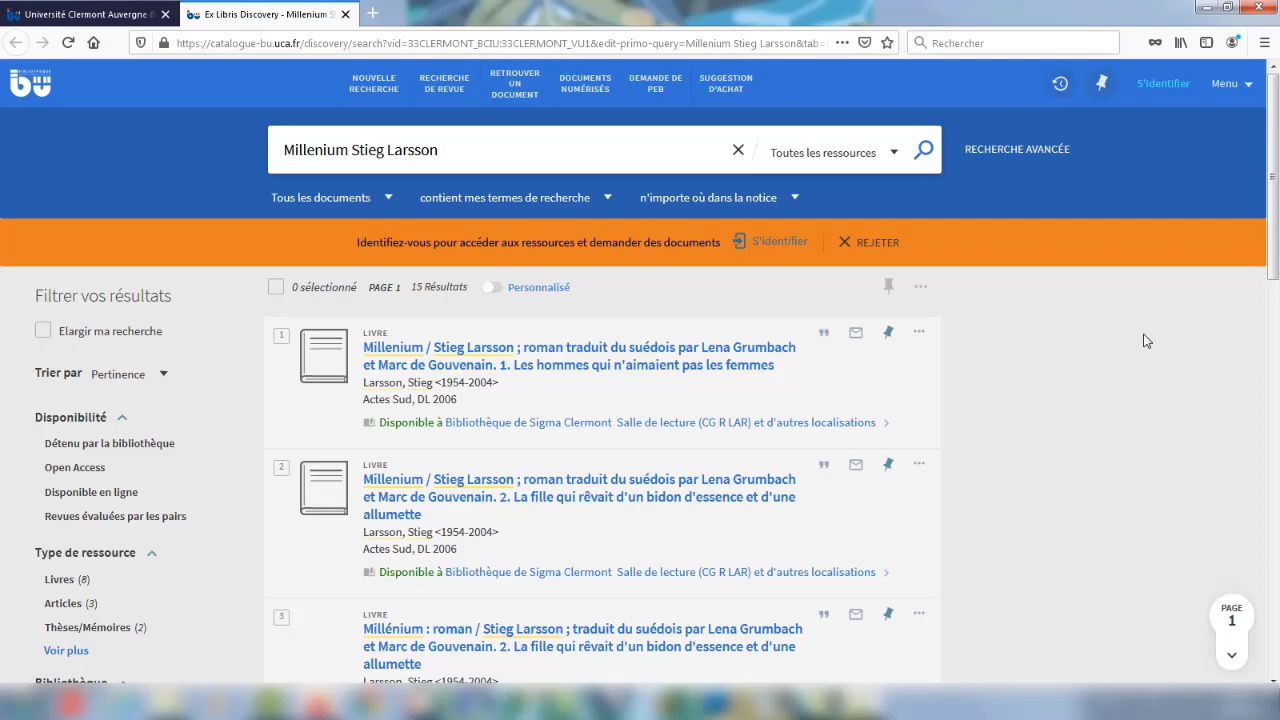 Université Clermont Auvergne &
Ex Libris Discovery - Millenium S
https://catalogue-bu.uca.fr/discovery/search?vid=33CLERMONT_BCIU:33CLERMONT_VU1&edit-primo-query=Millenium Stieg Larsson&tab=
Rechercher
BIBLIOTHÈQUE
bu
NOUVELLE
RECHERCHE
RECHERCHE
DE REVUE
RETROUVER
UN
DOCUMENT
DOCUMENTS
NUMÉRISÉS
DEMANDE DE
PEB
SUGGESTION
D'ACHAT
S'identifier
Menu
Millenium Stieg Larsson
Toutes les ressources
RECHERCHE AVANCÉE
Tous les documents
contient mes termes de recherche
n'importe où dans la notice
Identifiez-vous pour accéder aux ressources et demander des documents
S'identifier
REJETER
Filtrer vos résultats
Elargir ma recherche
Trier par Pertinence
Disponibilité
Détenu par la bibliothèque
Open Access
Disponible en ligne
Revues évaluées par les pairs
Type de ressource
Livres (8)
Articles (3)
Thèses/Mémoires (2)
Voir plus
Bibliothèque
0 sélectionné PAGE 1 15 Résultats Personnalisé
1
LIVRE
Millenium / Stieg Larsson ; roman traduit du suédois par Lena Grumbach
et Marc de Gouvenain. 1. Les hommes qui n'aimaient pas les femmes
Larsson, Stieg <1954-2004>
Actes Sud, DL 2006
Disponible à Bibliothèque de Sigma Clermont Salle de lecture (CG R LAR) et d'autres localisations
2
LIVRE
Millenium / Stieg Larsson ; roman traduit du suédois par Lena Grumbach
et Marc de Gouvenain. 2. La fille qui rêvait d'un bidon d'essence et d'une
allumette
Larsson, Stieg <1954-2004>
Actes Sud, DL 2006
Disponible à Bibliothèque de Sigma Clermont Salle de lecture (CG R LAR) et d'autres localisations
3
LIVRE
Millénium : roman / Stieg Larsson ; traduit du suédois par Lena Grumbach
et Marc de Gouvenain. 2. La fille qui rêvait d'un bidon d'essence et d'une
allumette
Larsson, Stieg <1954-2004>
PAGE
1